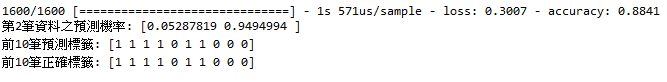 1600/1600 [==============================] - 1s 571us/sample - loss: 0.3007 - accuracy: 0.8841
第2筆資料之預測機率: [0.05287819 0.9494994 ]
前10筆預測標籤: [1 1 1 1 0 1 1 0 0 0]
前10筆正確標籤: [1 1 1 1 0 1 1 0 0 0]